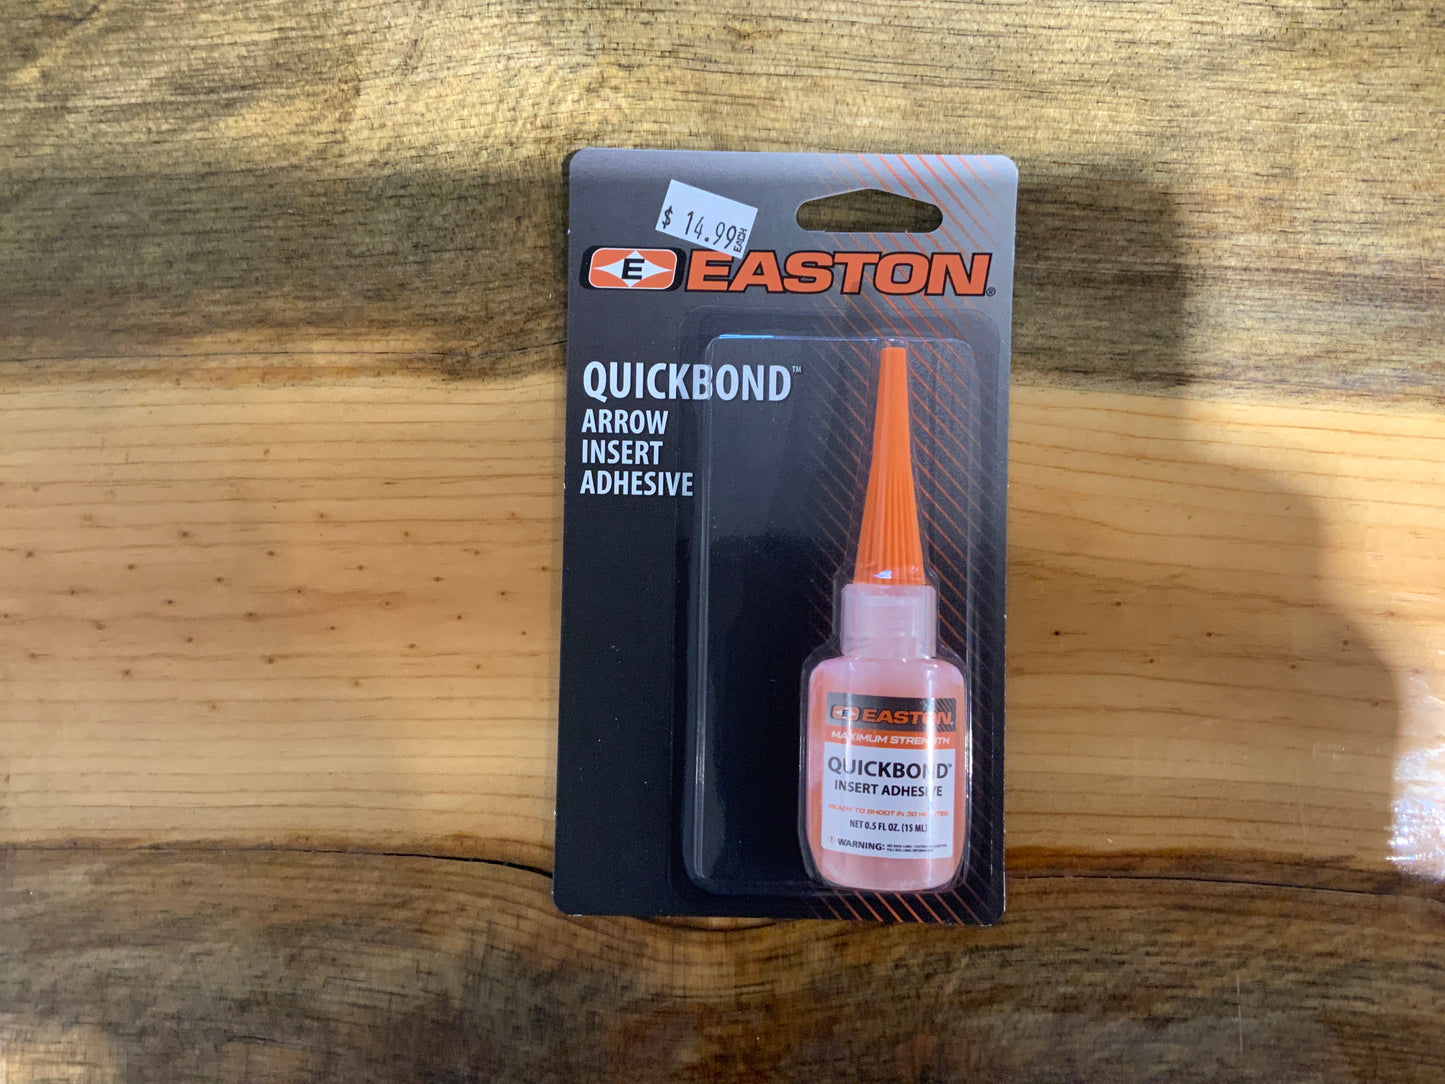 $ 14.99 EACH
E EASTON®
QUICKBOND™
ARROW
INSERT
ADHESIVE
E EASTON
MAXIMUM STRENGTH
QUICKBOND™
INSERT ADHESIVE
READY TO SHOOT IN 30 MINUTES
NET 0.5 FL OZ. (15 ML)
WARNING: